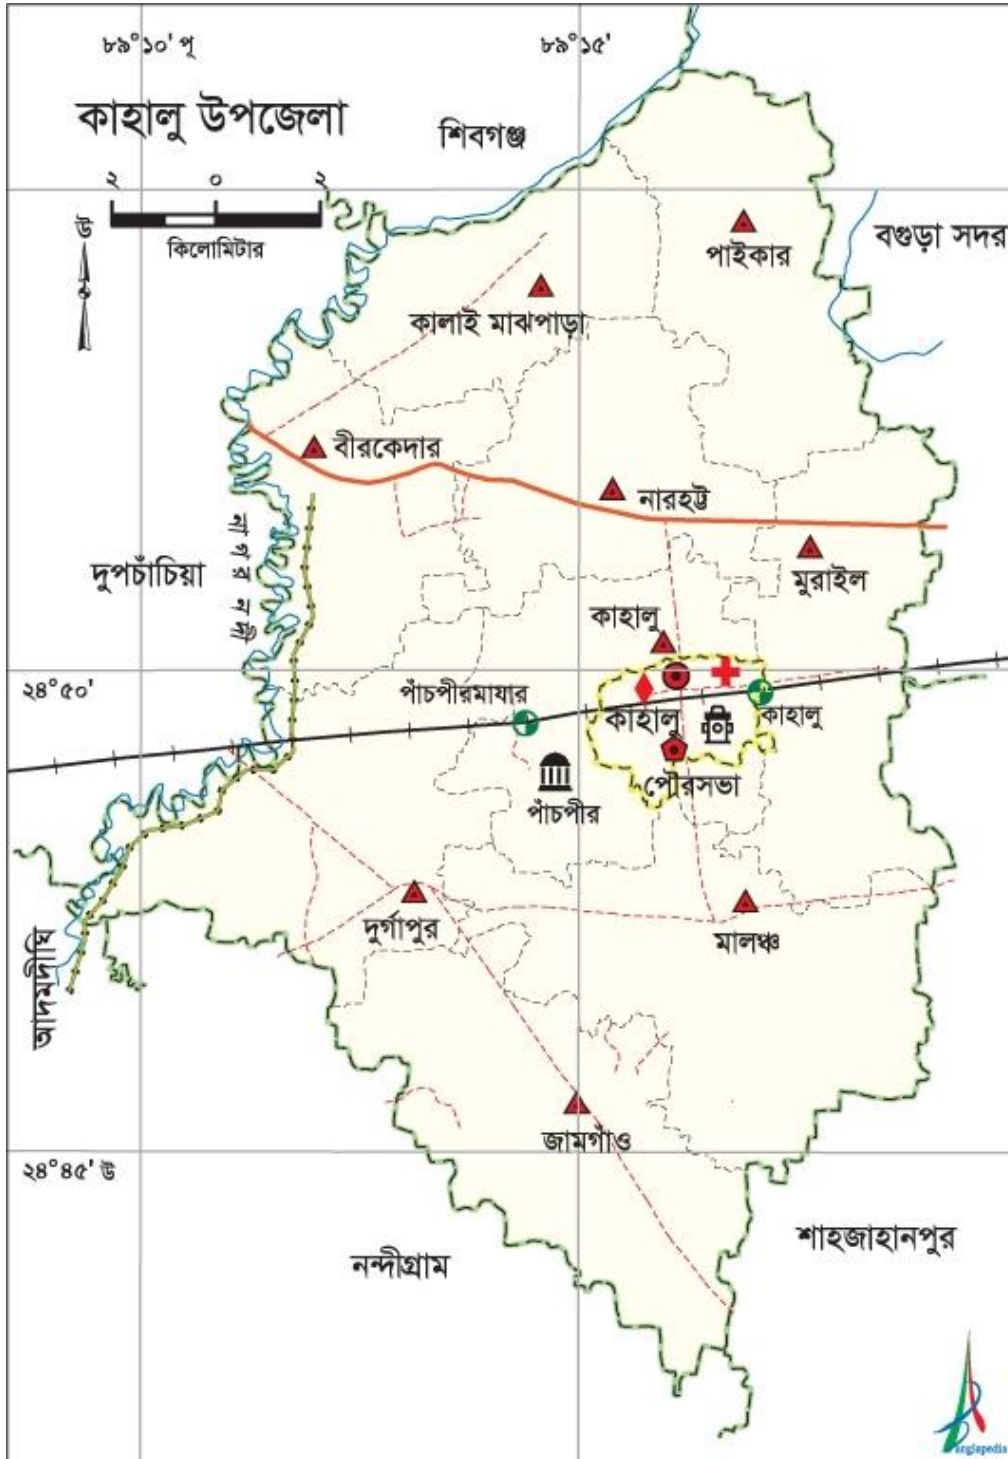 ৮৯°১০' পূ
৮৯°১৫'
কাহালু উপজেলা
শিবগঞ্জ
২ ০ ২
কিলোমিটার
উ
পাইকার
বগুড়া সদর
কালাই মাঝপাড়া
বীরকেদার
নারহট্ট
নাগর নদী
দুপচাঁচিয়া
মুরাইল
কাহালু
২৪°৫০'
পাঁচপীরমাযার
কাহালু
কাহালু
পৌরসভা
পাঁচপীর
দুর্গাপুর
মালঞ্চ
আদমদীঘি
জামগাঁও
২৪°৪৫' উ
শাহজাহানপুর
নন্দীগ্রাম
anglapedia